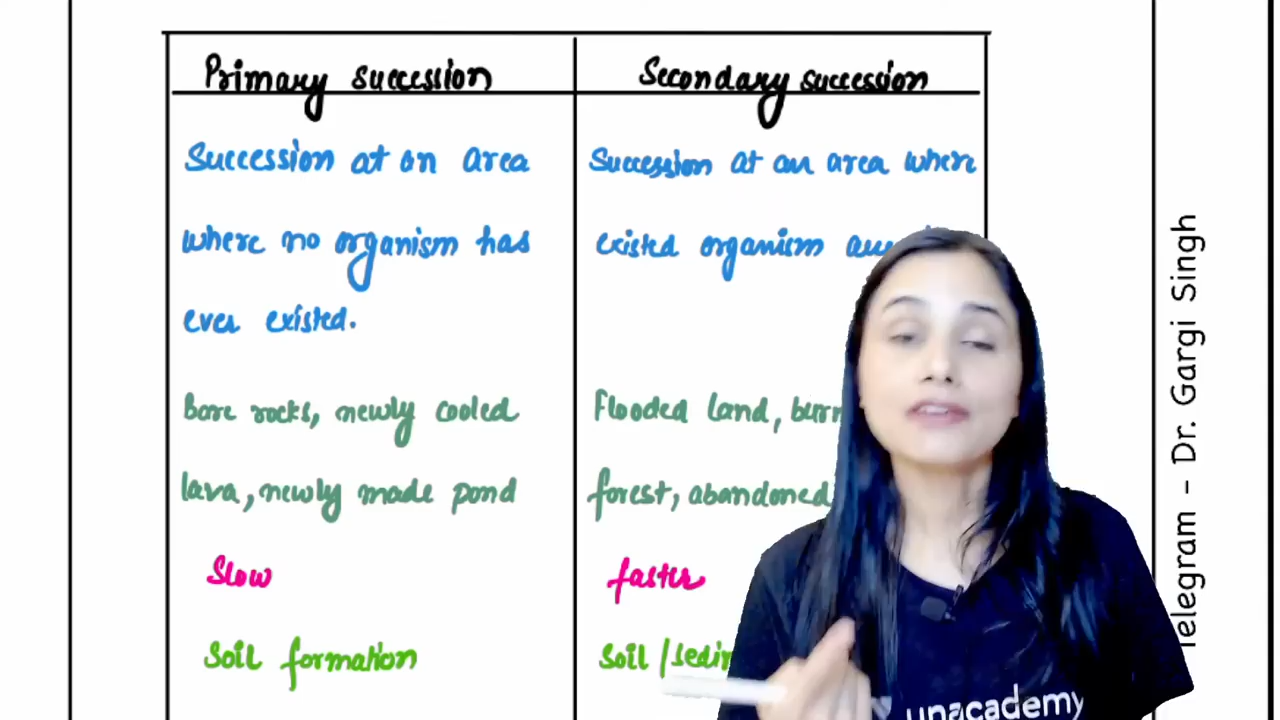 Primary succession
Secondary succession
Succession at an area
where no organism has
ever existed.
Succession at an area where
existed organism
Bare rocks, newly cooled
lava, newly made pond
Flooded land,
forest, abandoned
Slow
faster
Soil formation
Soil /
unacademy
Telegram - Dr. Gargi Singh